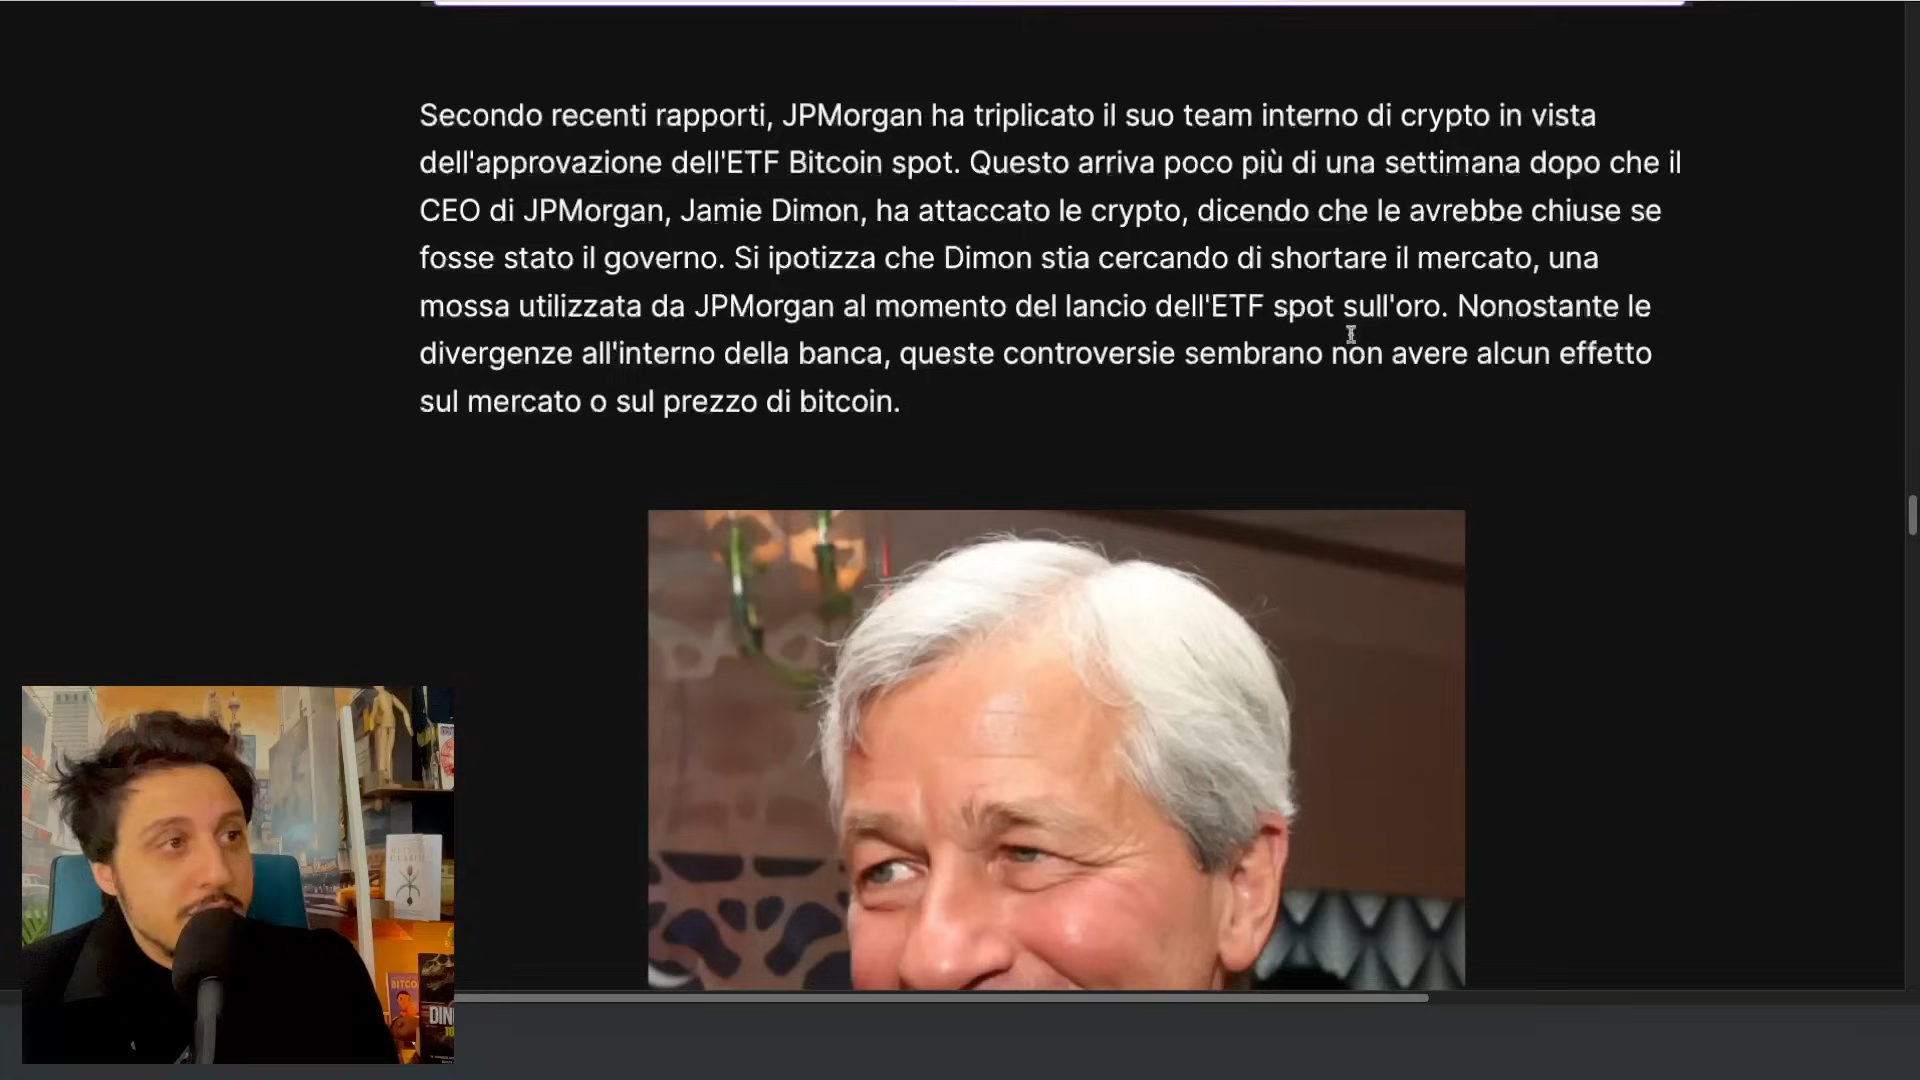 Secondo recenti rapporti, JPMorgan ha triplicato il suo team interno di crypto in vista
dell'approvazione dell'ETF Bitcoin spot. Questo arriva poco più di una settimana dopo che il
CEO di JPMorgan, Jamie Dimon, ha attaccato le crypto, dicendo che le avrebbe chiuse se
fosse stato il governo. Si ipotizza che Dimon stia cercando di shortare il mercato, una
mossa utilizzata da JPMorgan al momento del lancio dell'ETF spot sull'oro. Nonostante le
divergenze all'interno della banca, queste controversie sembrano non avere alcun effetto
sul mercato o sul prezzo di bitcoin.
BITCO